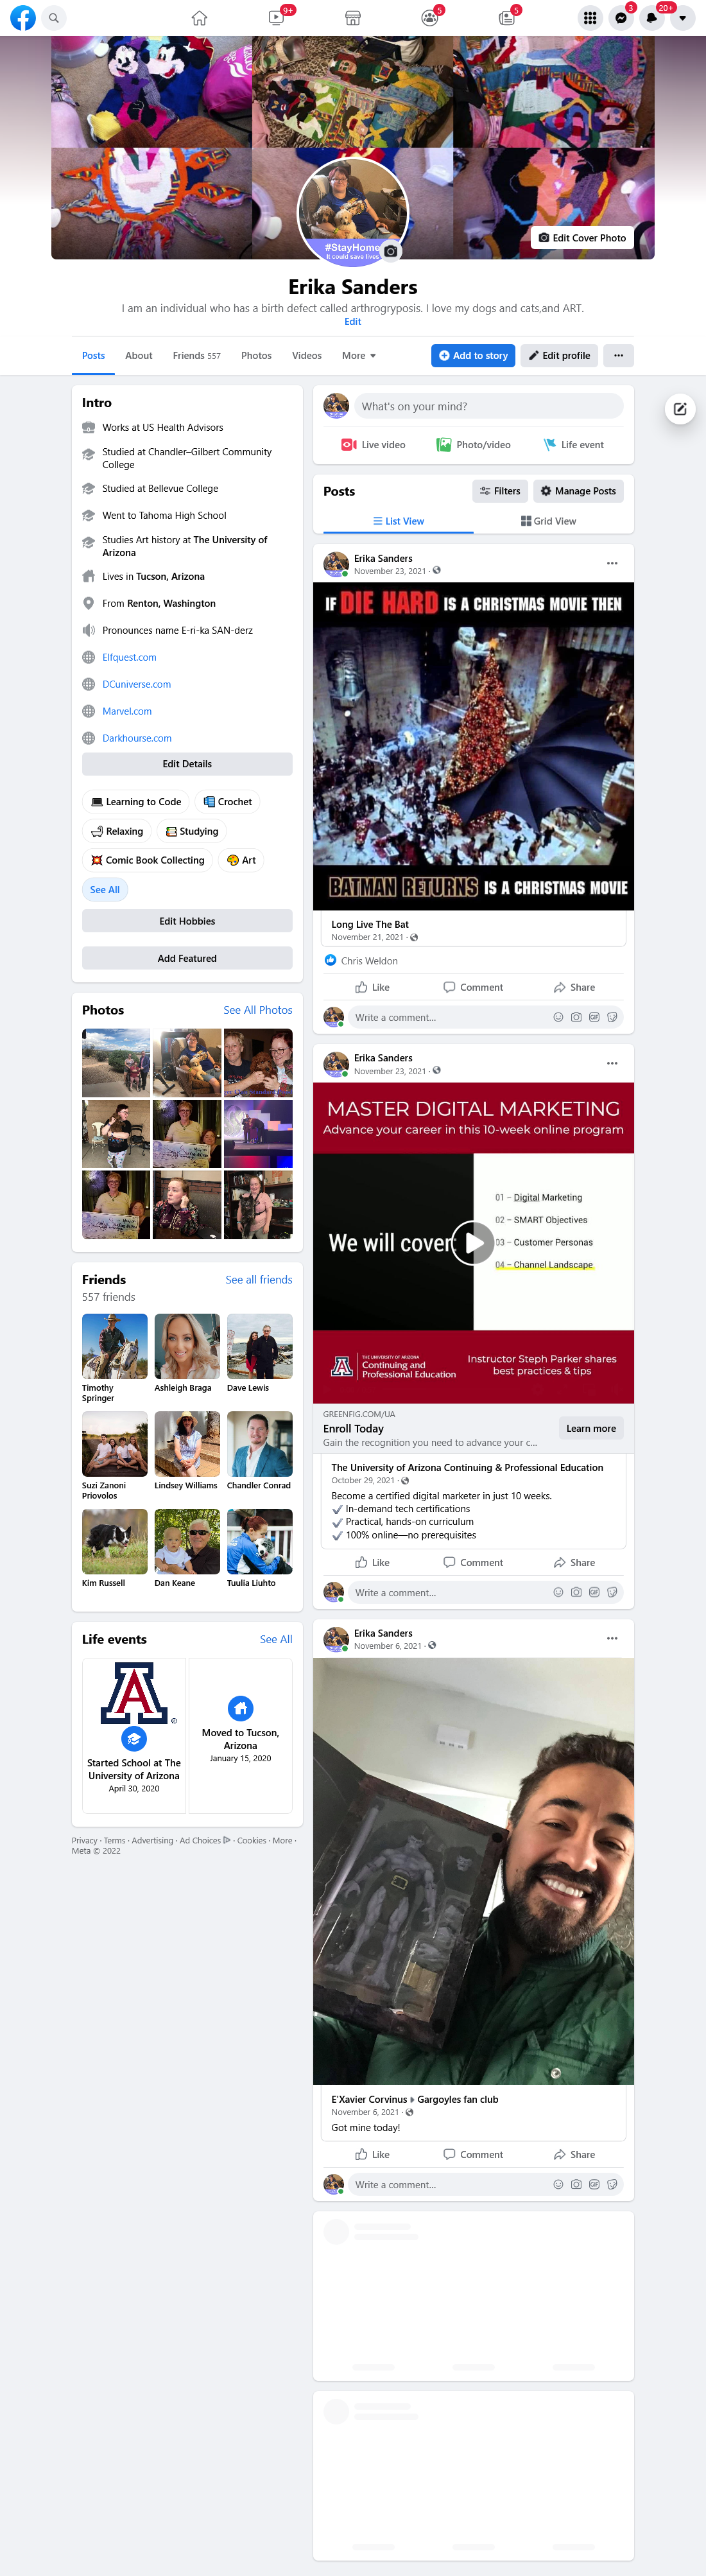 9+
5
5
3
20+
#StayHome
It could save lives
Edit Cover Photo
Erika Sanders
I am an individual who has a birth defect called arthrogryposis. I love my dogs and cats,and ART.
Edit
Posts
About
Friends 557
Photos
Videos
More
Add to story
Edit profile
Intro
Works at US Health Advisors
Studied at Chandler–Gilbert Community
College
Studied at Bellevue College
Went to Tahoma High School
Studies Art history at The University of
Arizona
Lives in Tucson, Arizona
From Renton, Washington
Pronounces name E-ri-ka SAN-derz
Elfquest.com
DCuniverse.com
Marvel.com
Darkhourse.com
Edit Details
Learning to Code
Crochet
Relaxing
Studying
Comic Book Collecting
Art
See All
Edit Hobbies
Add Featured
Photos
See All Photos
Friends
See all friends
557 friends
Timothy
Springer
Ashleigh Braga
Dave Lewis
Suzi Zanoni
Priovolos
Lindsey Williams
Chandler Conrad
Kim Russell
Dan Keane
Tuulia Liuhto
Life events
See All
A
Started School at The
University of Arizona
April 30, 2020
Moved to Tucson,
Arizona
January 15, 2020
Privacy · Terms · Advertising · Ad Choices · Cookies · More ·
Meta © 2022
What's on your mind?
Live video
Photo/video
Life event
Posts
Filters
Manage Posts
List View
Grid View
Erika Sanders
November 23, 2021 ·
IF DIE HARD IS A CHRISTMAS MOVIE THEN
BATMAN RETURNS IS A CHRISTMAS MOVIE
Long Live The Bat
November 21, 2021 ·
Chris Weldon
Like
Comment
Share
Write a comment...
GIF
Erika Sanders
November 23, 2021 ·
MASTER DIGITAL MARKETING
Advance your career in this 10-week online program
We will cover
01 – Digital Marketing
02 – SMART Objectives
03 – Customer Personas
04 – Channel Landscape
A
THE UNIVERSITY OF ARIZONA
Continuing and
Professional Education
Instructor Steph Parker shares
best practices & tips
GREENFIG.COM/UA
Enroll Today
Gain the recognition you need to advance your c...
Learn more
The University of Arizona Continuing & Professional Education
October 29, 2021 ·
Become a certified digital marketer in just 10 weeks.
✔ In-demand tech certifications
✔ Practical, hands-on curriculum
✔ 100% online—no prerequisites
Like
Comment
Share
Write a comment...
GIF
Erika Sanders
November 6, 2021 ·
E'Xavier Corvinus ▸ Gargoyles fan club
November 6, 2021 ·
Got mine today!
Like
Comment
Share
Write a comment...
GIF